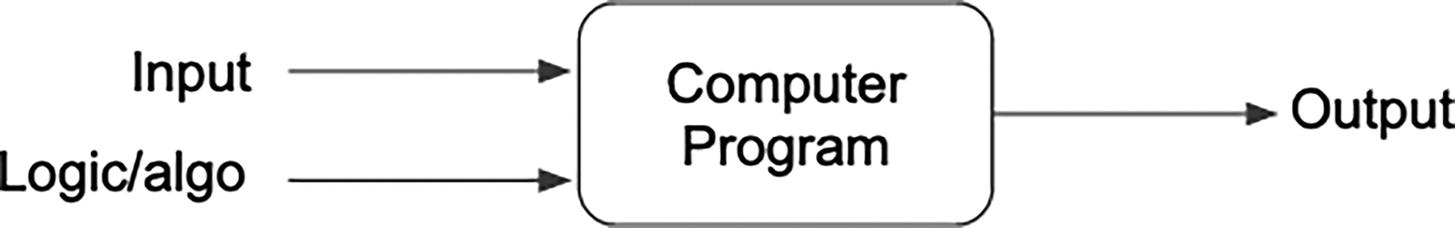 Input
Logic/algo
Computer
Program
Output